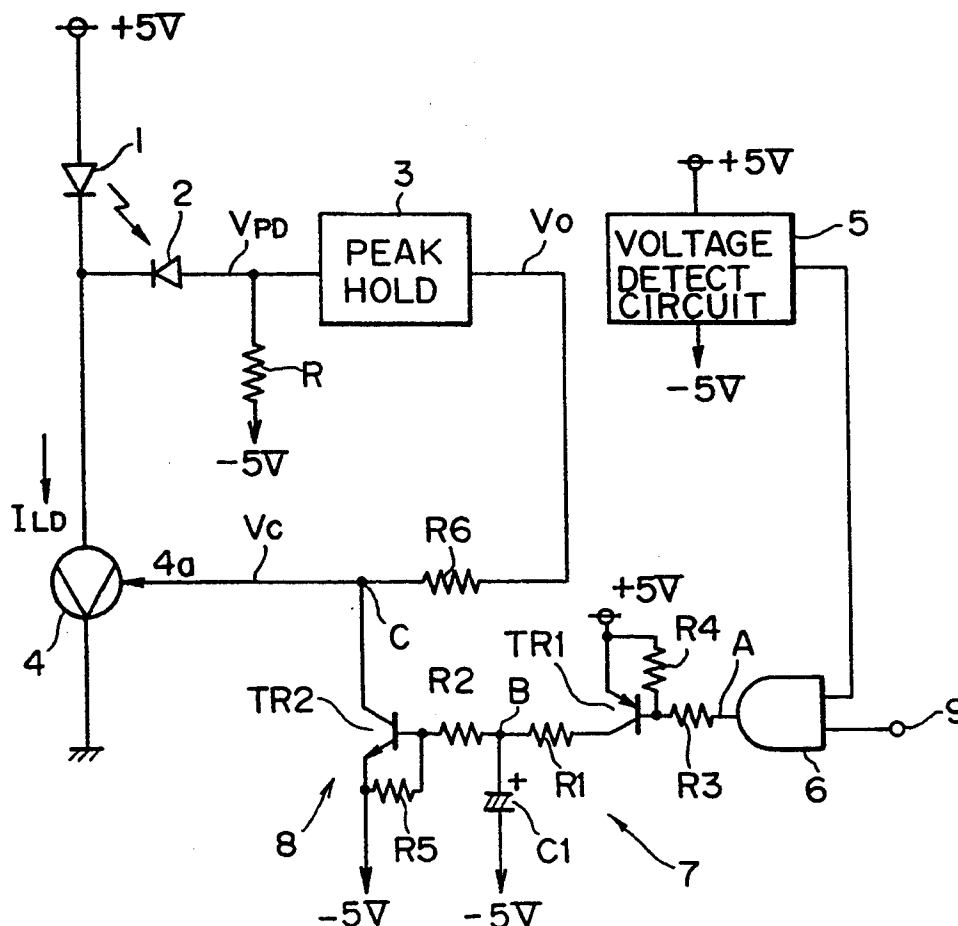 +5V
1
2
VPD
3
PEAK
HOLD
Vo
+5V
5
VOLTAGE
DETECT
CIRCUIT
-5V
R
-5V
ILD
4
4a
Vc
C
R6
+5V
R4
TR1
A
9
6
R3
R1
B
R2
TR2
8
R5
C1
7
-5V
-5V